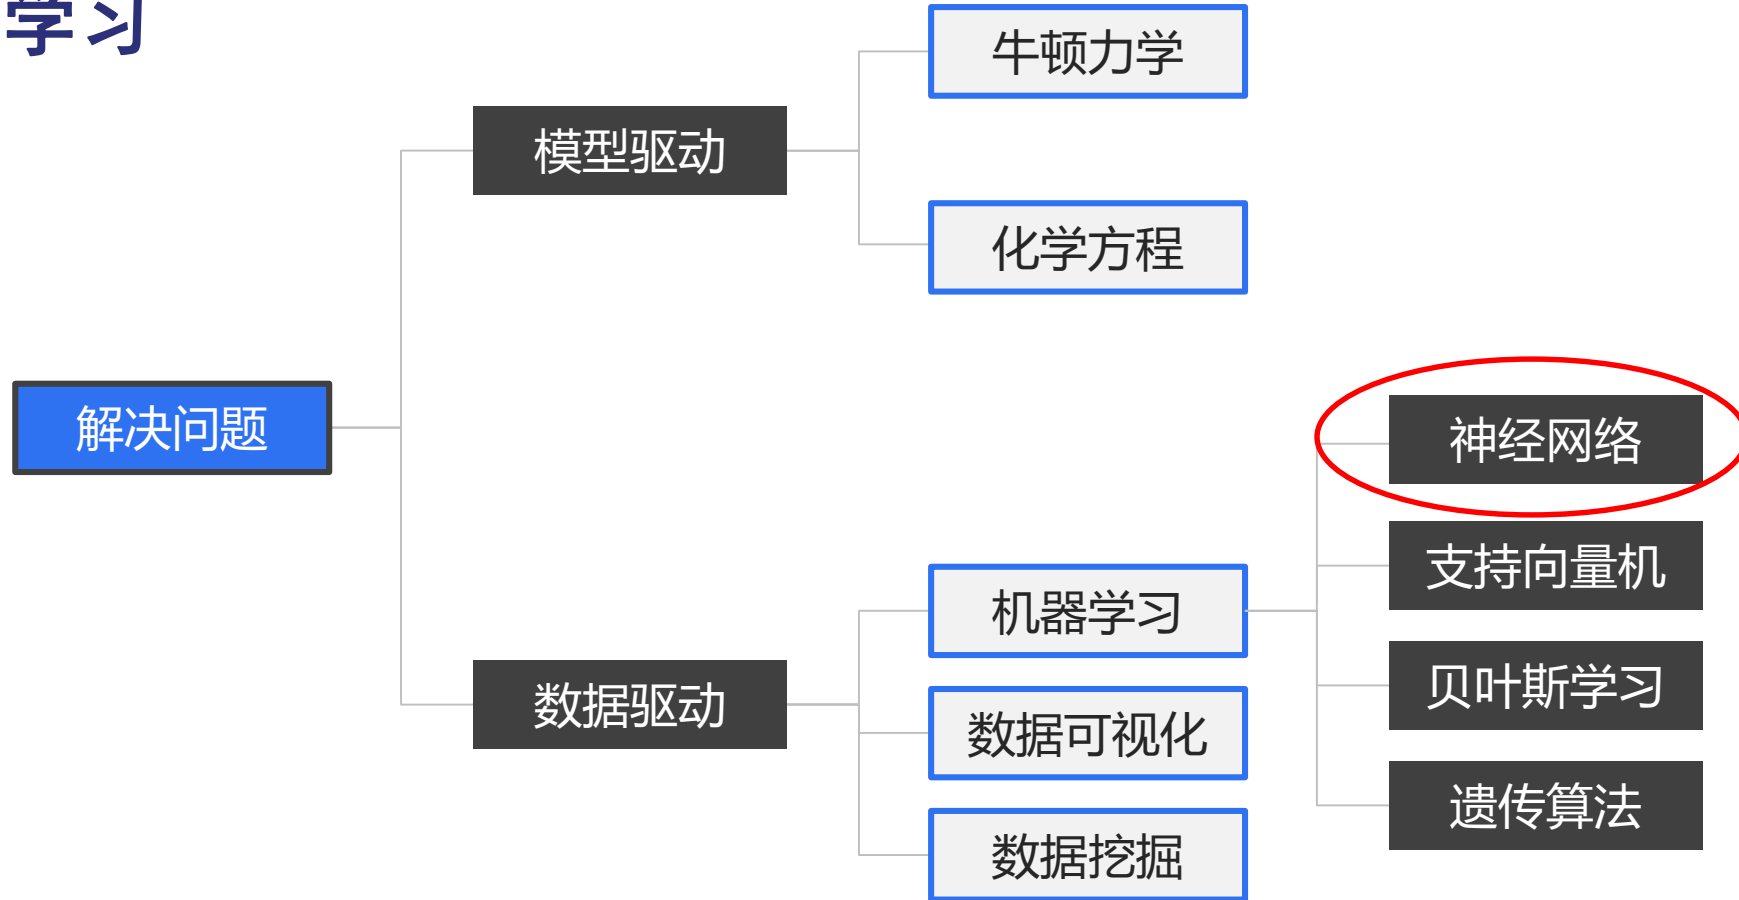 学习
牛顿力学
模型驱动
化学方程
解决问题
神经网络
支持向量机
机器学习
贝叶斯学习
数据驱动
数据可视化
遗传算法
数据挖掘